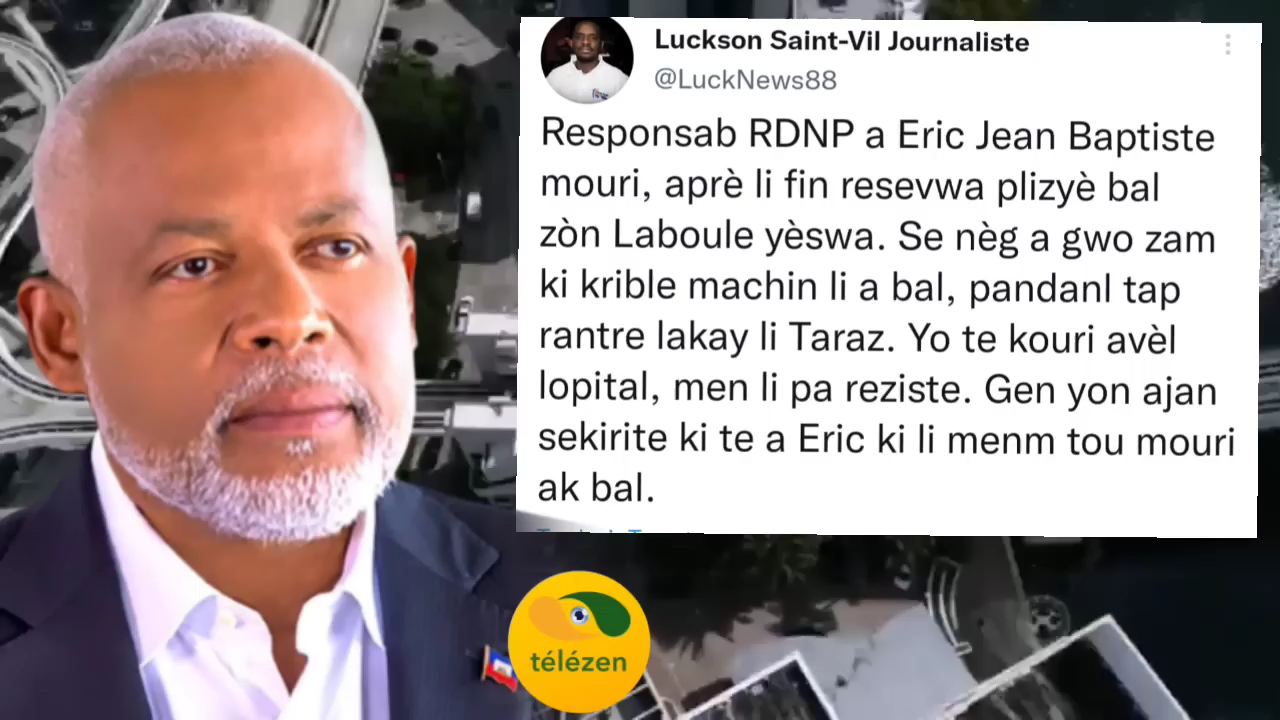 Luckson Saint-Vil Journaliste
@LuckNews88
Responsab RDNP a Eric Jean Baptiste
mouri, aprè li fin resevwa plizyè bal
zòn Laboule yèswa. Se nèg a gwo zam
ki krible machin li a bal, pandanl tap
rantre lakay li Taraz. Yo te kouri avèl
lopital, men li pa reziste. Gen yon ajan
sekirite ki te a Eric ki li menm tou mouri
ak bal.
télézen